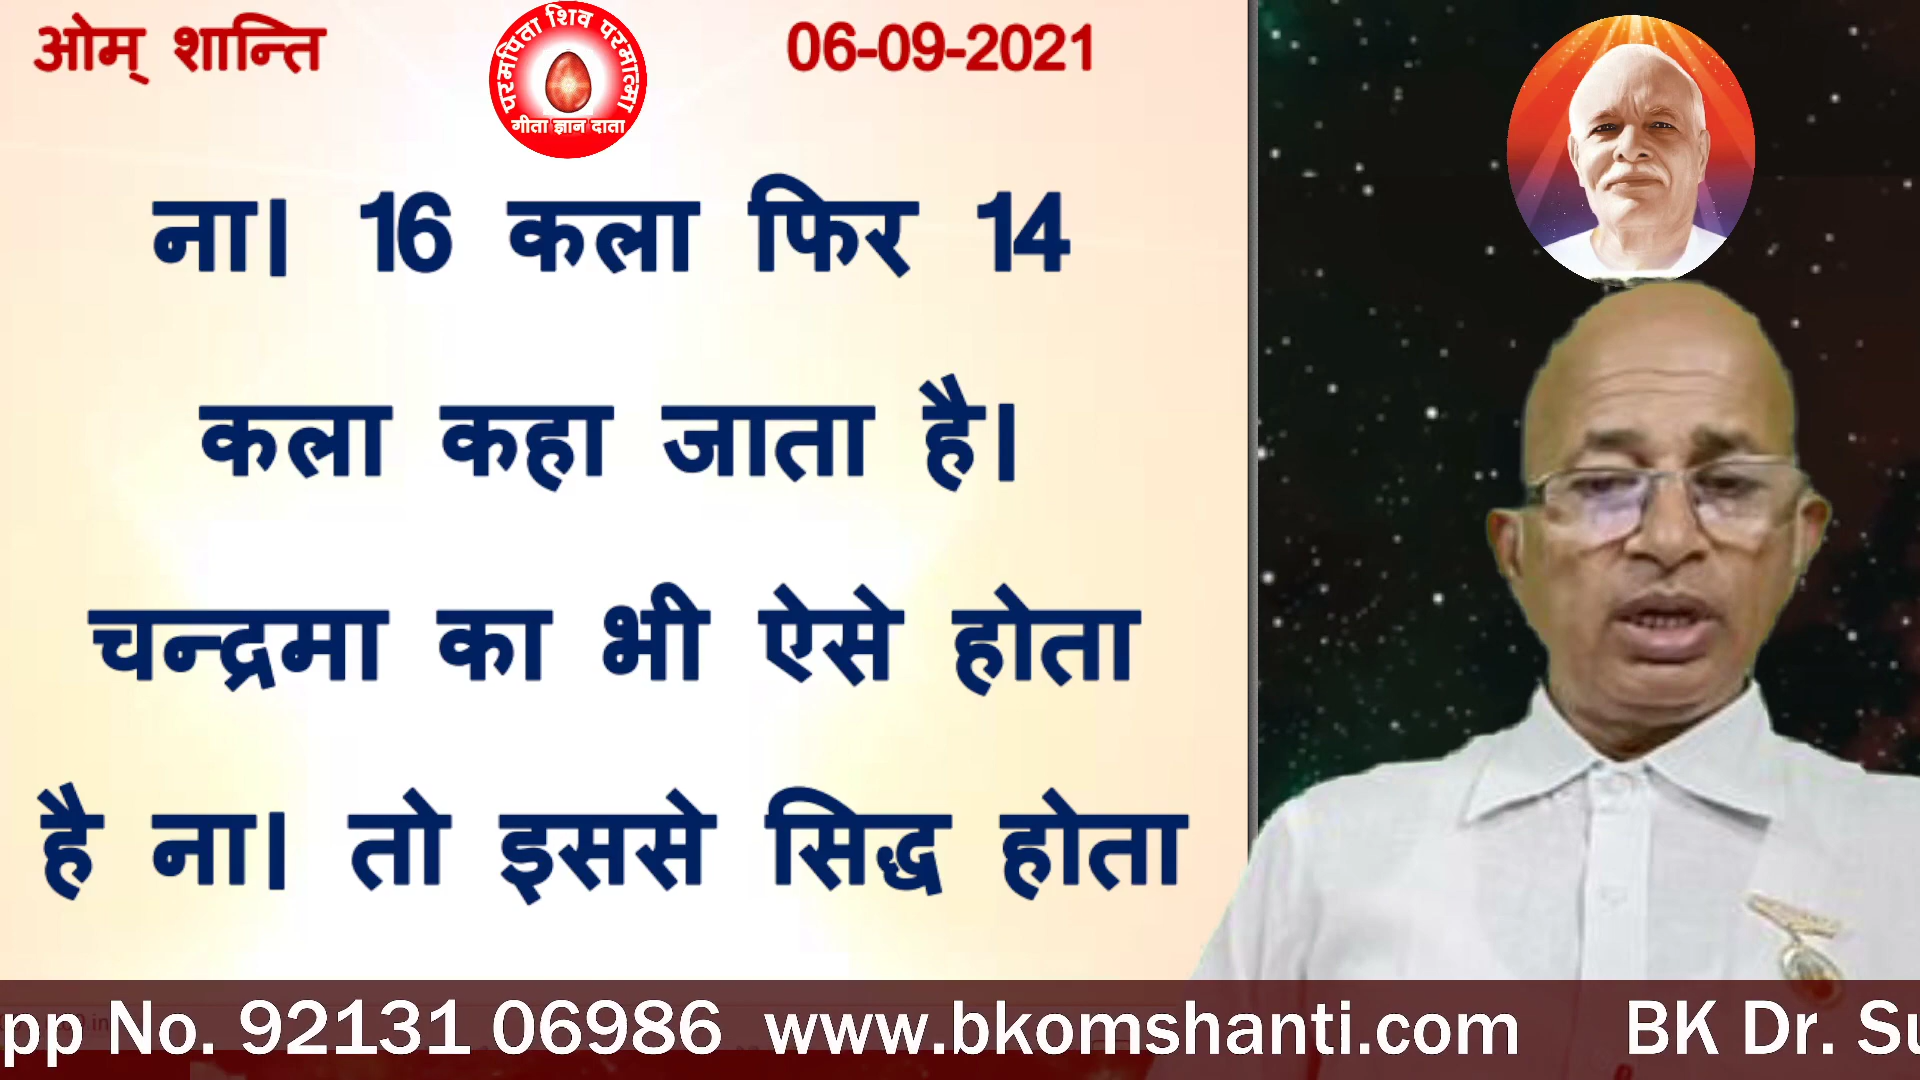 ओम् शान्ति
परमपिता शिव परमात्मा
गीता ज्ञान दाता
06-09-2021
ना। 16 कला फिर 14
कला कहा जाता है।
चन्द्रमा का भी ऐसे होता
है ना। तो इससे सिद्ध होता
pp No. 92131 06986 www.bkomshanti.com BK Dr. Su